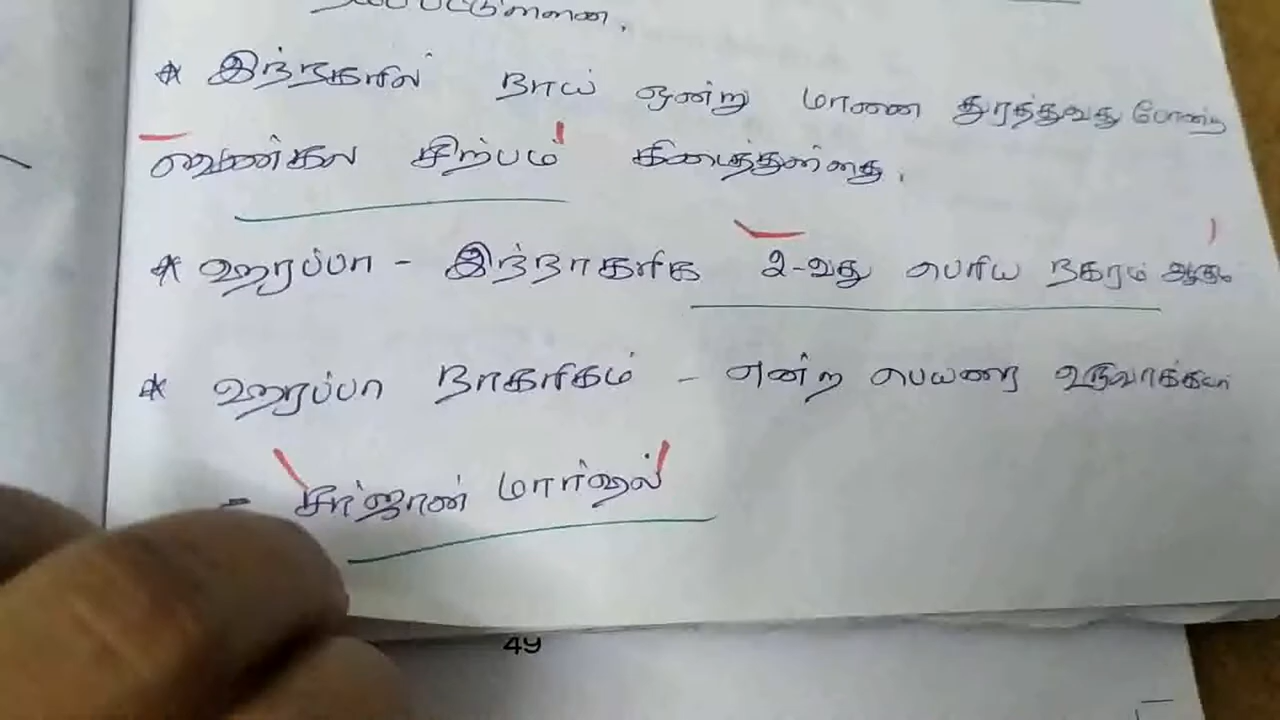 * இந்நகரில் நாய் ஒன்று மானை துரத்துவது போன்ற
வெண்கல சிற்பம் கிடைத்துள்ளது.
* ஹரப்பா - இந்நாகரிக 2-வது பெரிய நகரம் ஆகும்
* ஹரப்பா நாகரிகம் - என்ற பெயரை உருவாக்கியவர்
- சர்ஜான் மார்ஷல்
49